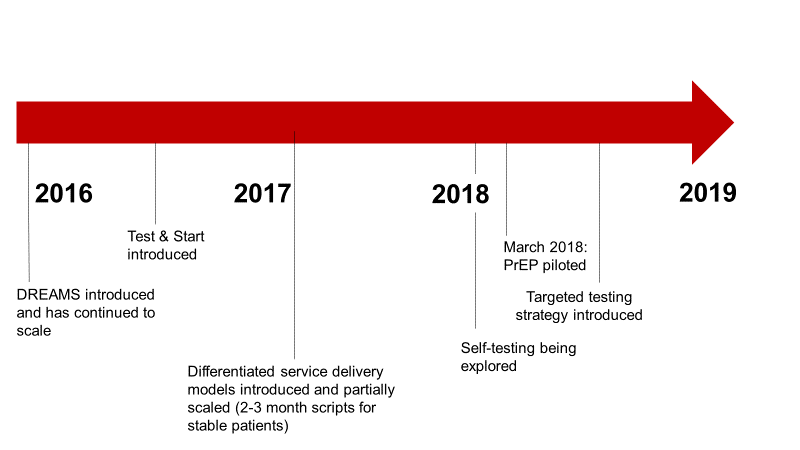 2016
2017
2018
2019
Test & Start
introduced
March 2018:
PrEP piloted
DREAMS introduced
and has continued to
scale
Targeted testing
strategy introduced
Self-testing being
explored
Differentiated service delivery
models introduced and partially
scaled (2-3 month scripts for
stable patients)